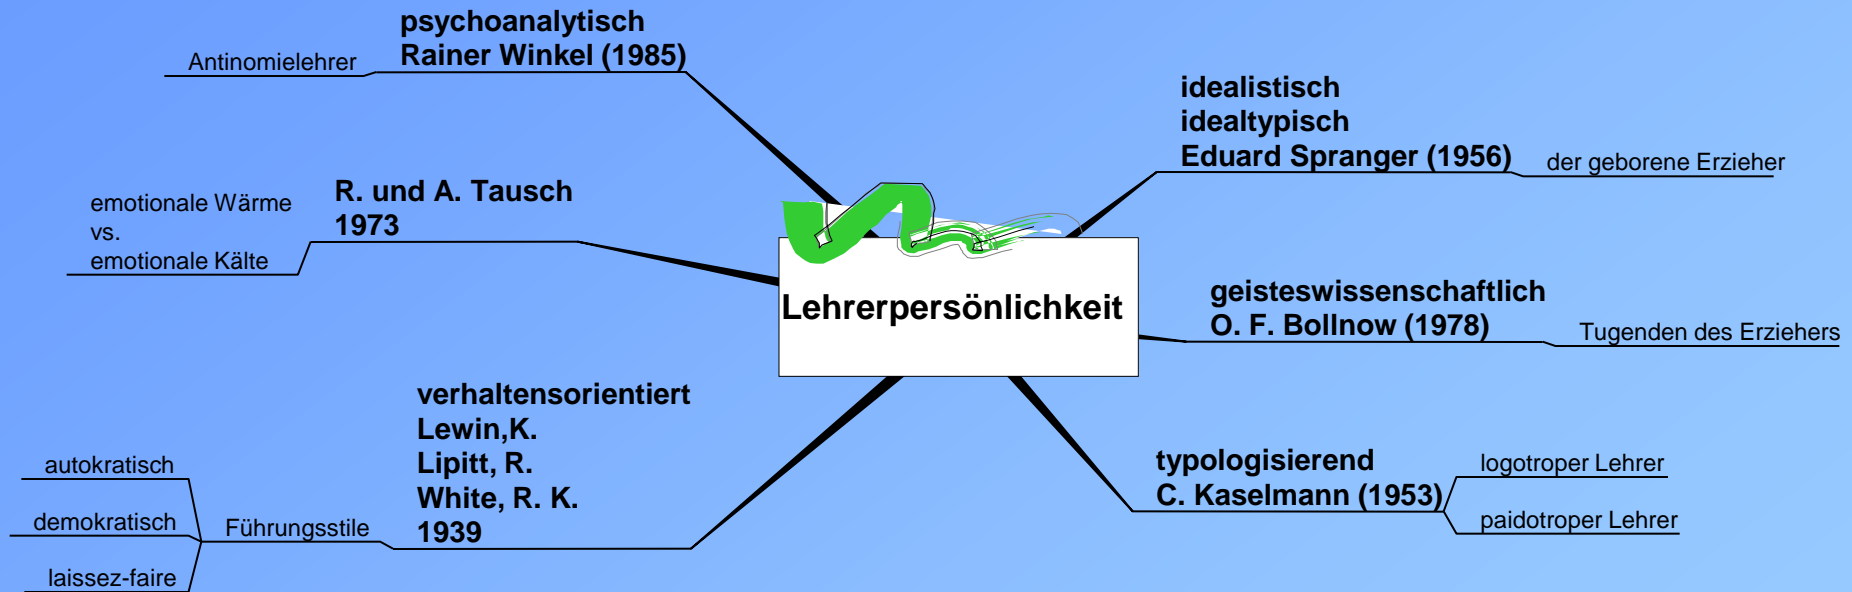 psychoanalytisch
Rainer Winkel (1985)
Antinomielehrer
R. und A. Tausch
1973
emotionale Wärme
vs.
emotionale Kälte
verhaltensorientiert
Lewin,K.
Lipitt, R.
White, R. K.
1939
Führungsstile
autokratisch
demokratisch
laissez-faire
Lehrerpersönlichkeit
idealistisch
idealtypisch
Eduard Spranger (1956)
der geborene Erzieher
geisteswissenschaftlich
O. F. Bollnow (1978)
Tugenden des Erziehers
typologisierend
C. Kaselmann (1953)
logotroper Lehrer
paidotroper Lehrer